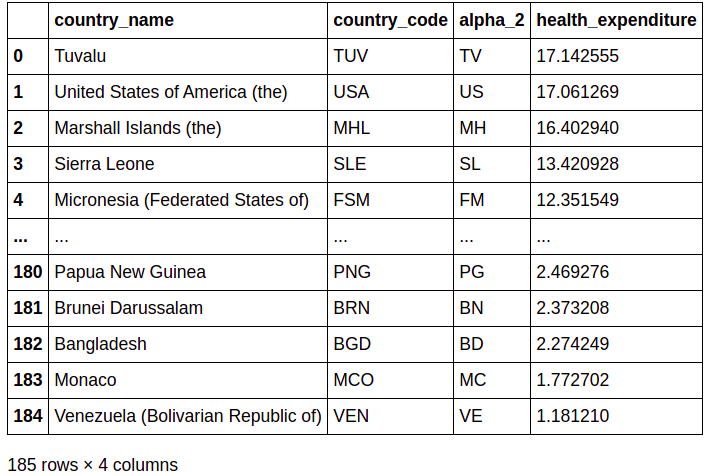 country_name country_code alpha_2 health_expenditure
0 Tuvalu TUV TV 17.142555
1 United States of America (the) USA US 17.061269
2 Marshall Islands (the) MHL MH 16.402940
3 Sierra Leone SLE SL 13.420928
4 Micronesia (Federated States of) FSM FM 12.351549
... ... ... ... ...
180 Papua New Guinea PNG PG 2.469276
181 Brunei Darussalam BRN BN 2.373208
182 Bangladesh BGD BD 2.274249
183 Monaco MCO MC 1.772702
184 Venezuela (Bolivarian Republic of) VEN VE 1.181210
185 rows × 4 columns